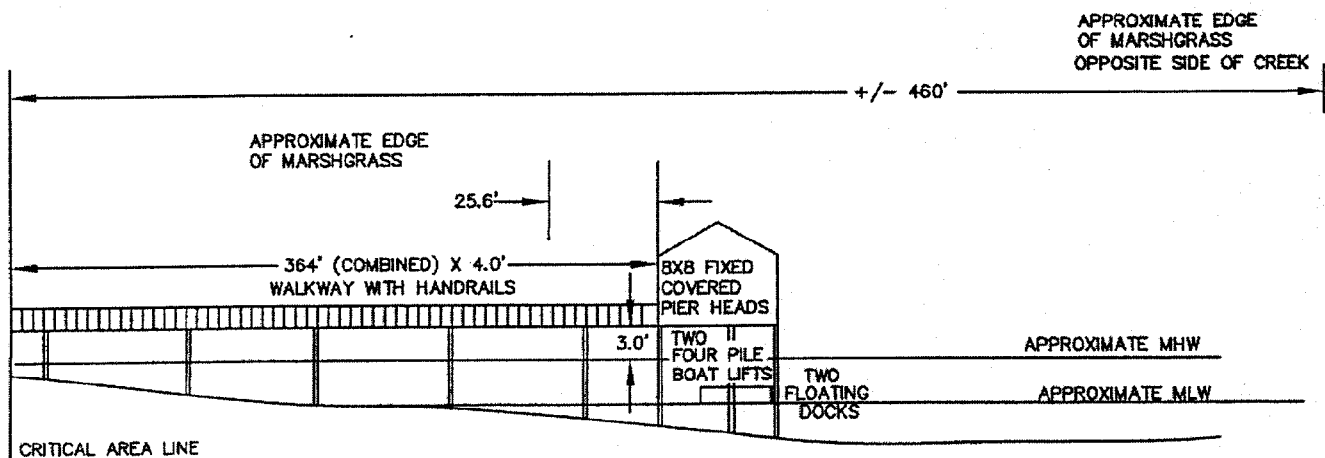 APPROXIMATE EDGE
OF MARSHGRASS
OPPOSITE SIDE OF CREEK
+/- 460'
APPROXIMATE EDGE
OF MARSHGRASS
25.6'
364' (COMBINED) X 4.0'
WALKWAY WITH HANDRAILS
8X8 FIXED
COVERED
PIER HEADS
3.0'
TWO
FOUR PILE
BOAT LIFTS
TWO
FLOATING
DOCKS
APPROXIMATE MHW
APPROXIMATE MLW
CRITICAL AREA LINE